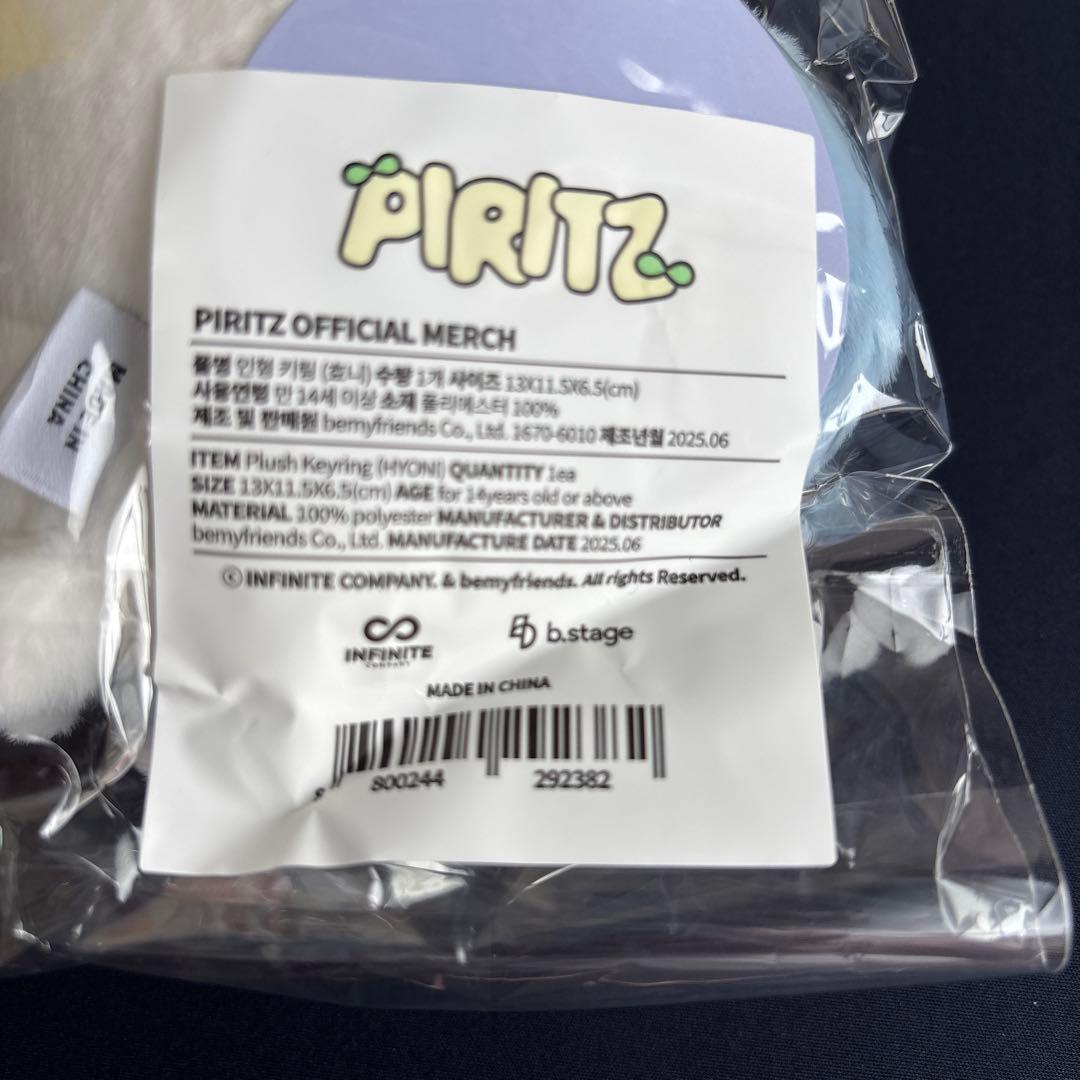 PIRITZ
PIRITZ OFFICIAL MERCH
품명 인형 키링 (효니) 수량 1개 사이즈 13X11.5X6.5(cm)
사용연령 만 14세 이상 소재 폴리에스터 100%
제조 및 판매원 bemyfriends Co., Ltd. 1670-6010 제조년월 2025.06
ITEM Plush Keyring (HYONI) QUANTITY 1ea
SIZE 13X11.5X6.5(cm) AGE for 14years old or above
MATERIAL 100% polyester MANUFACTURER & DISTRIBUTOR
bemyfriends Co., Ltd. MANUFACTURE DATE 2025.06
ⓒ INFINITE COMPANY. & bemyfriends. All rights Reserved.
INFINITE
COMPANY
b.stage
MADE IN CHINA
800244 292382
MADE IN
CHINA